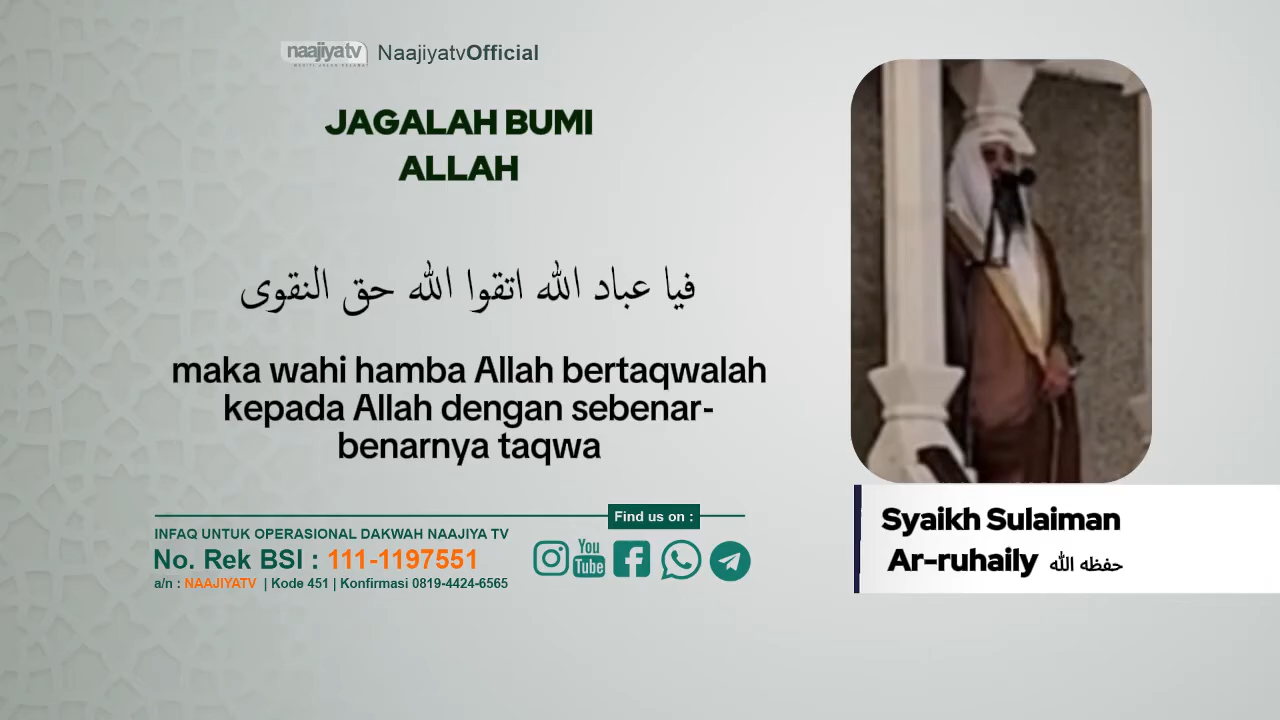 naajiyatv NaajiyatvOfficial
JAGALAH BUMI
ALLAH
فيا عباد الله اتقوا الله حق النقوى
maka wahi hamba Allah bertaqwalah
kepada Allah dengan sebenar-
benarnya taqwa
Find us on :
INFAQ UNTUK OPERASIONAL DAKWAH NAAJIYA TV
No. Rek BSI : 111-1197551
a/n : NAAJIYATV | Kode 451 | Konfirmasi 0819-4424-6565
You
Tube
Syaikh Sulaiman
Ar-ruhaily حفظه الله